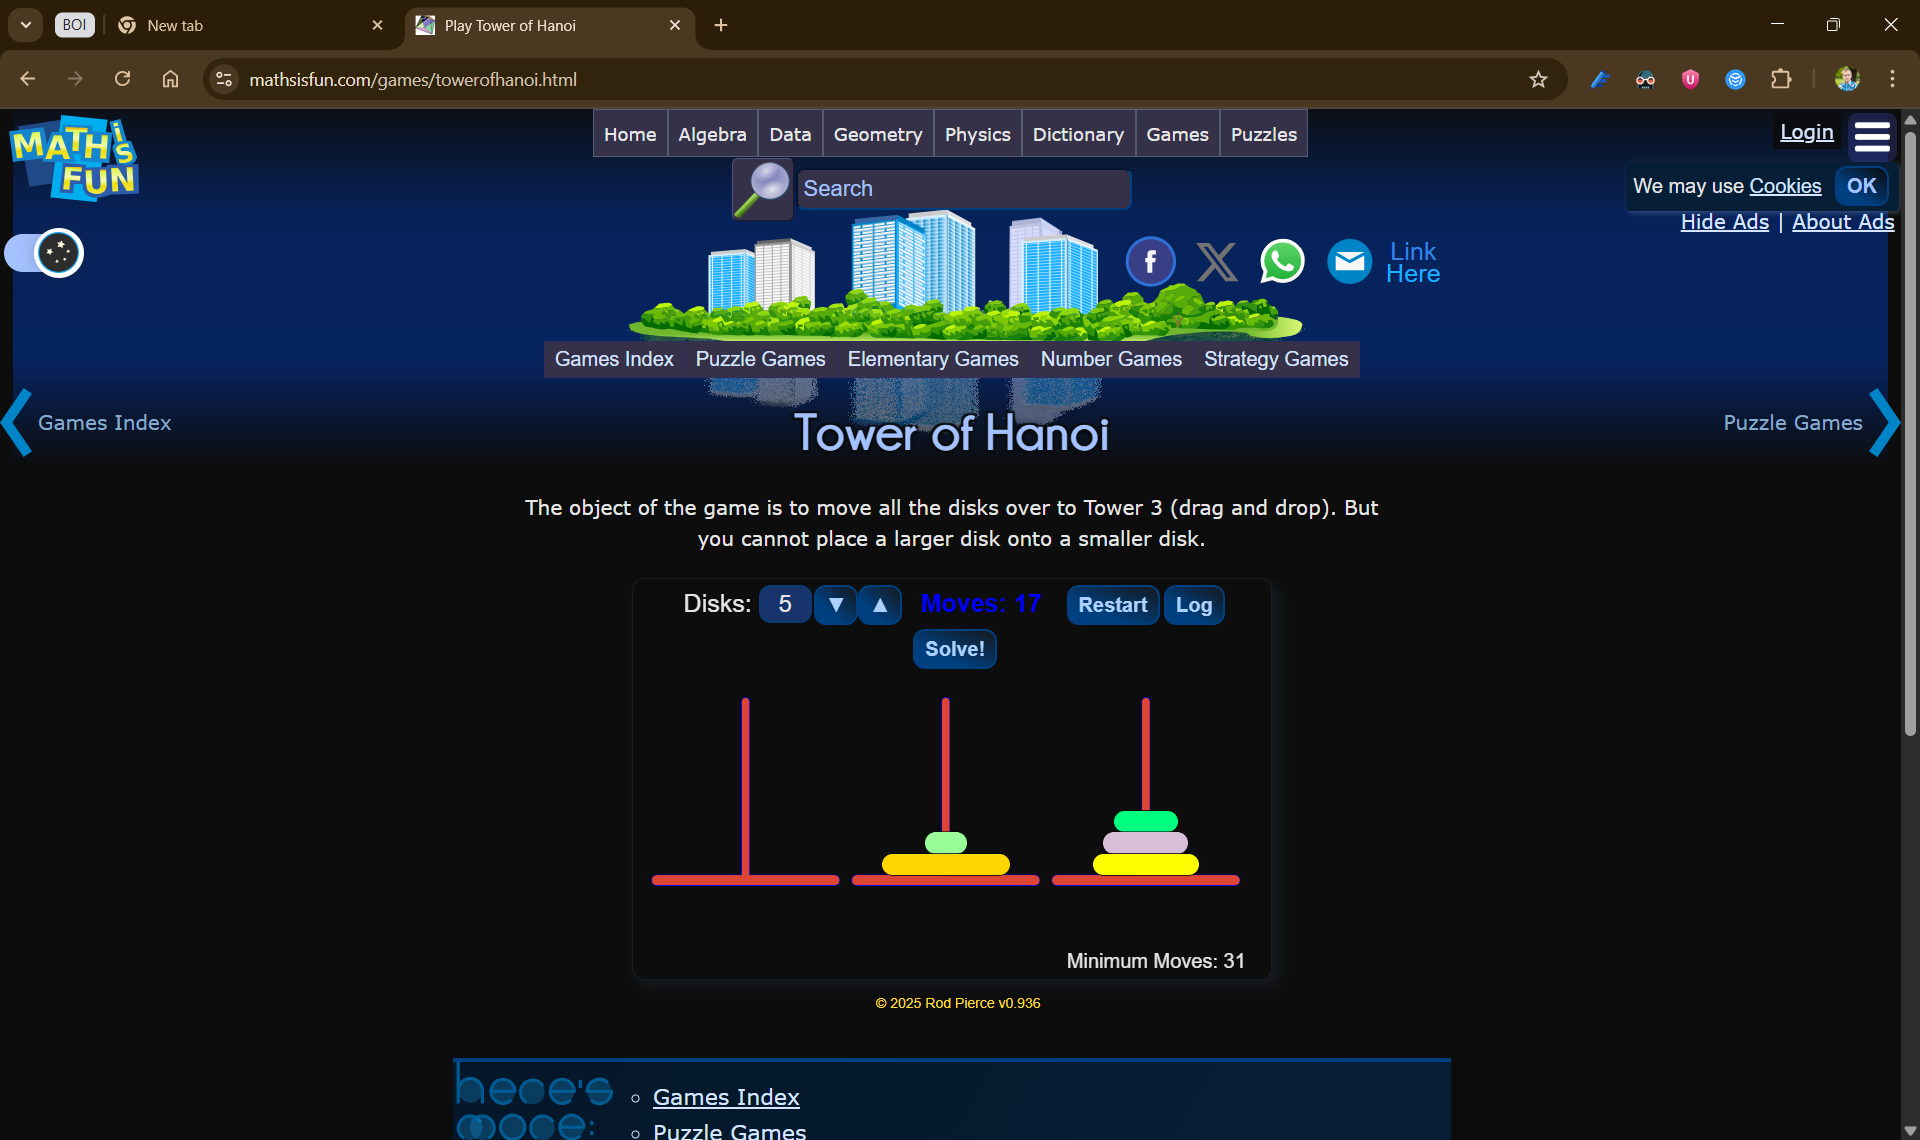 BOI
New tab
Play Tower of Hanoi
mathsisfun.com/games/towerofhanoi.html
MATH iS FUN
Home Algebra Data Geometry Physics Dictionary Games Puzzles
Login
Search
We may use Cookies OK
Hide Ads | About Ads
Link
Here
Games Index Puzzle Games Elementary Games Number Games Strategy Games
Games Index
Puzzle Games
Tower of Hanoi
The object of the game is to move all the disks over to Tower 3 (drag and drop). But
you cannot place a larger disk onto a smaller disk.
Disks: 5 ▼ ▲ Moves: 17 Restart Log
Solve!
Minimum Moves: 31
© 2025 Rod Pierce v0.936
here's
more:
Games Index
Puzzle Games